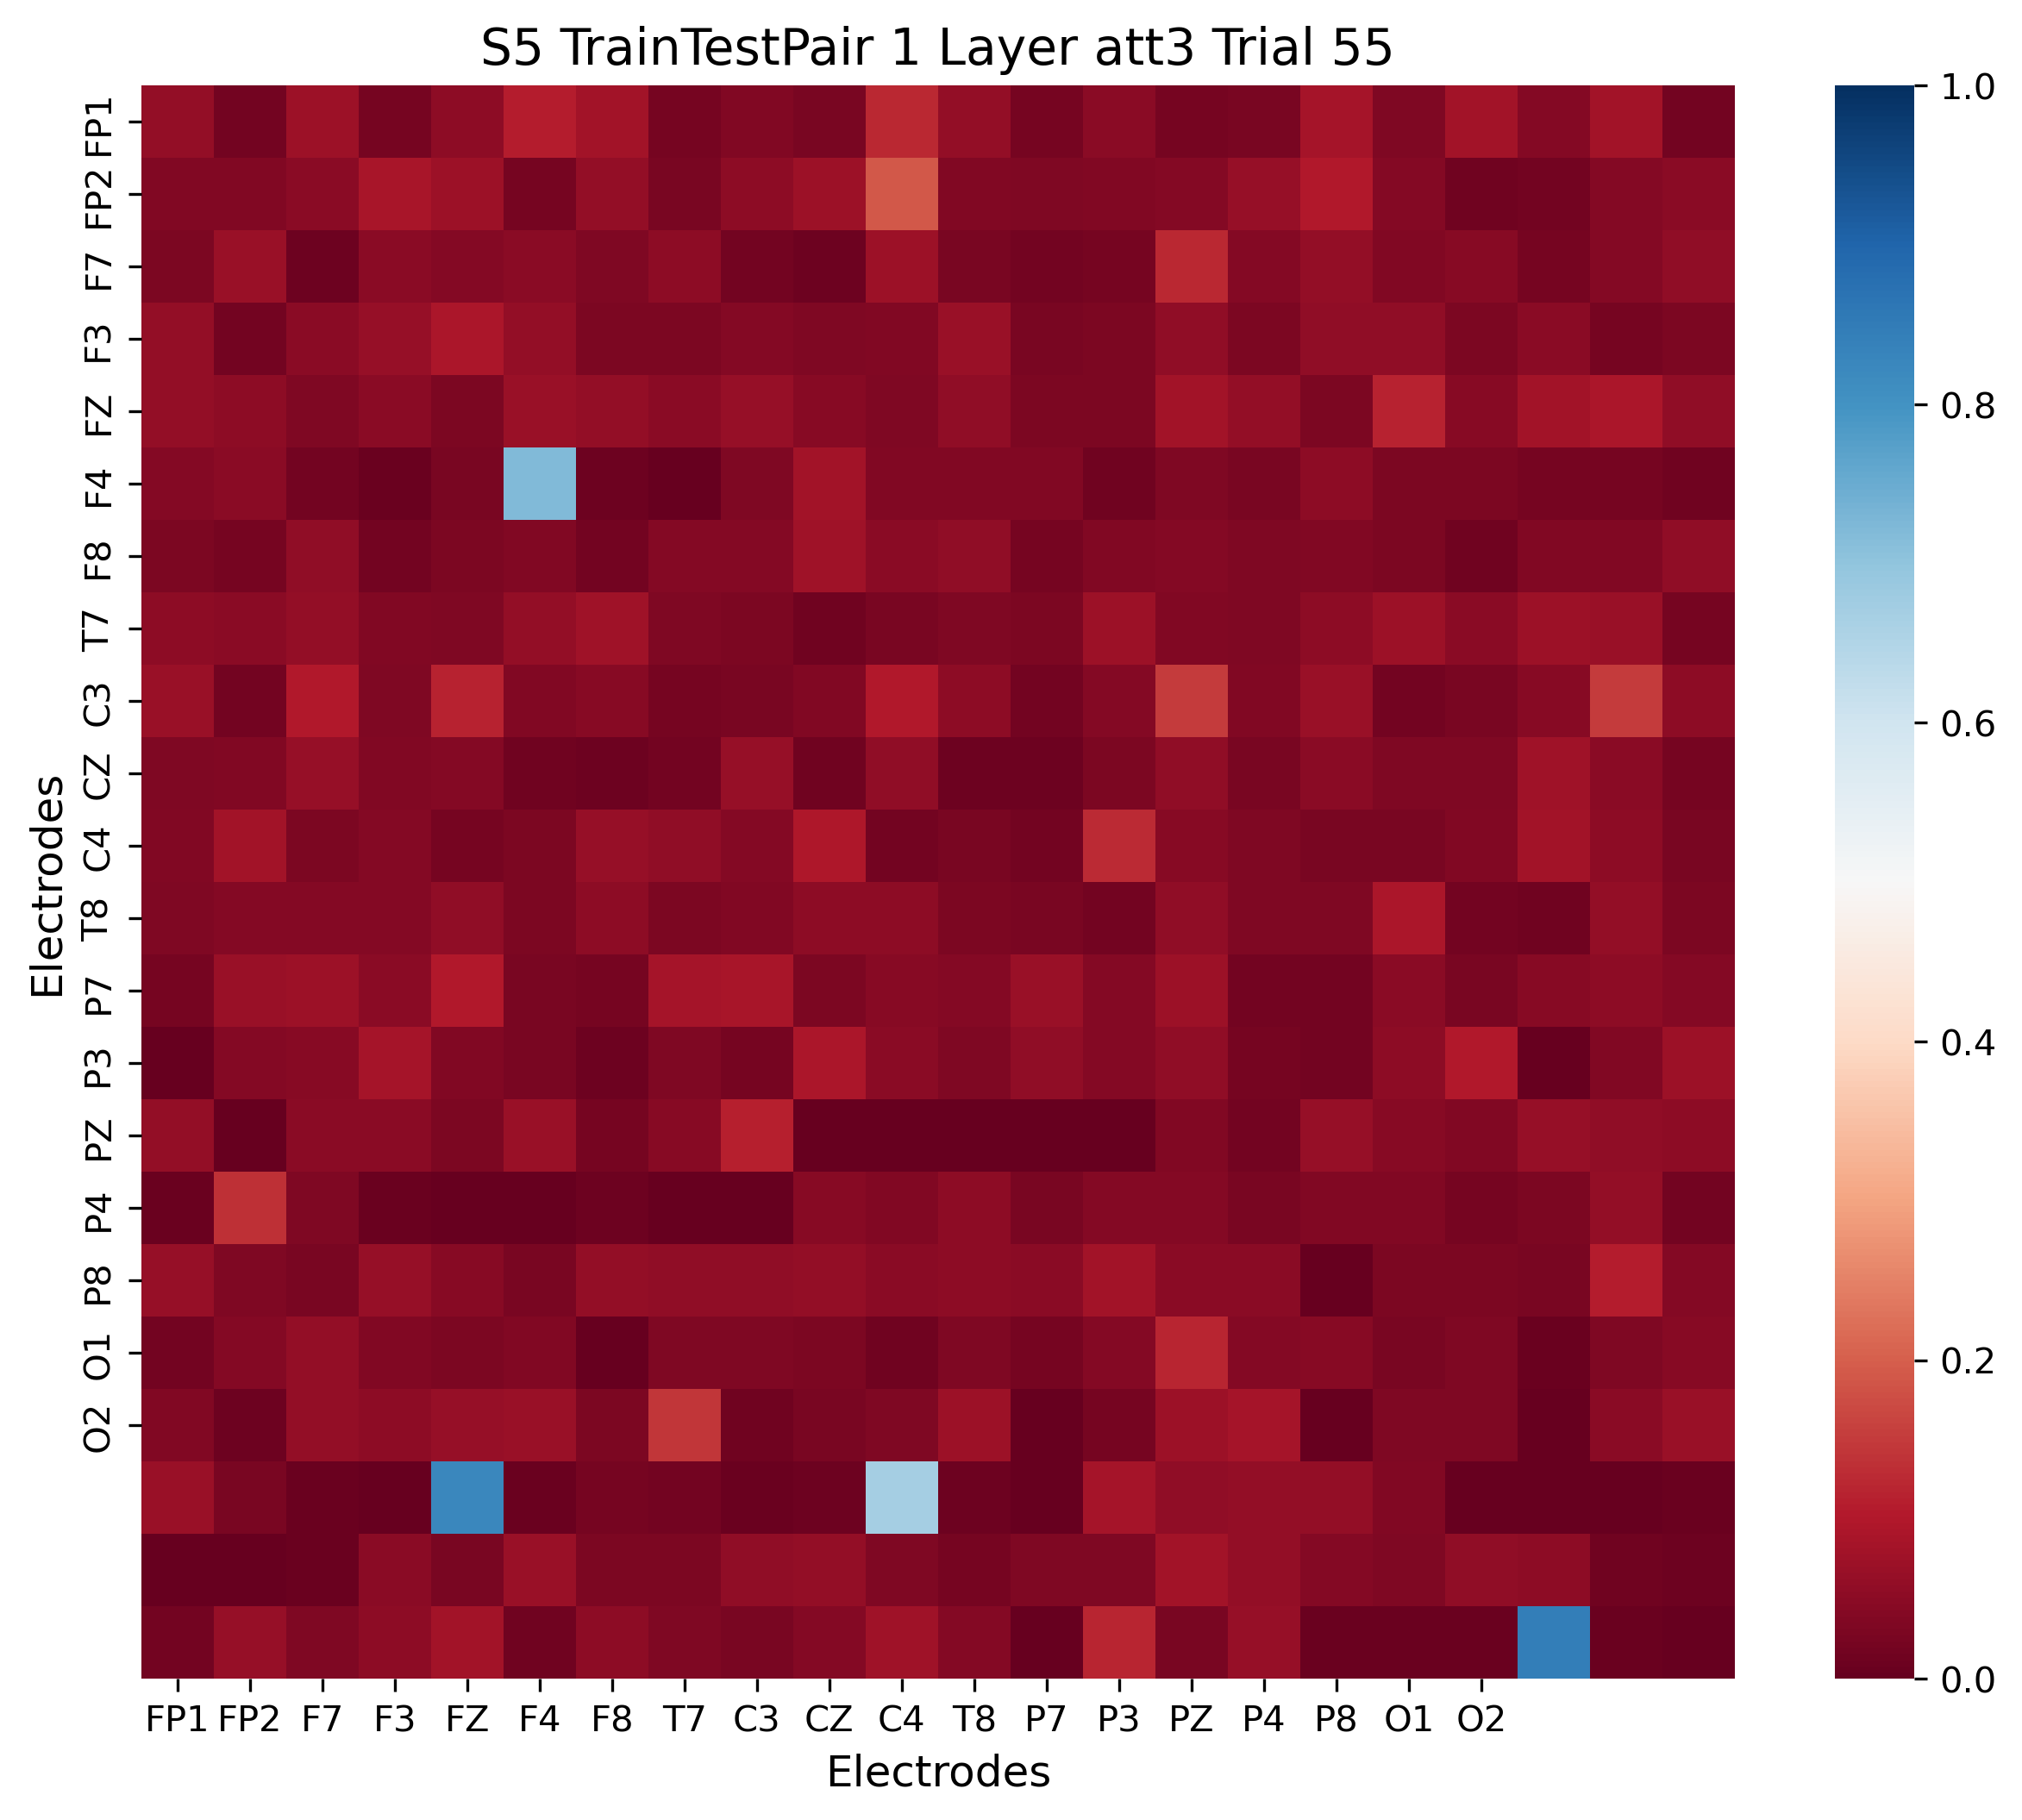 S5 TrainTestPair 1 Layer att3 Trial 55
Electrodes
FP1
FP2
F7
F3
FZ
F4
F8
T7
C3
CZ
C4
T8
P7
P3
PZ
P4
P8
O1
O2
FP1 FP2 F7 F3 FZ F4 F8 T7 C3 CZ C4 T8 P7 P3 PZ P4 P8 O1 O2
Electrodes
1.0
0.8
0.6
0.4
0.2
0.0